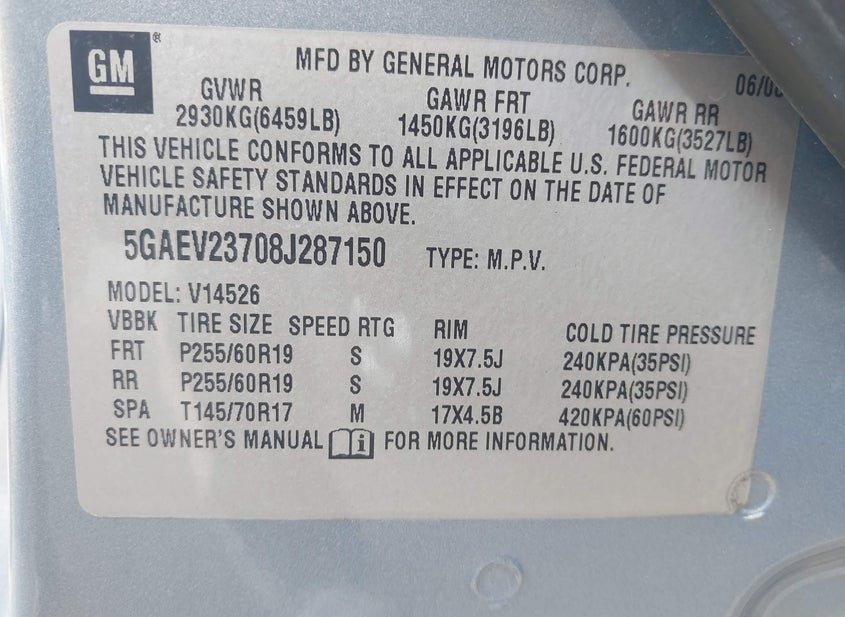 GM ®
MFD BY GENERAL MOTORS CORP.
GVWR GAWR FRT GAWR RR
2930KG(6459LB) 1450KG(3196LB) 1600KG(3527LB)
THIS VEHICLE CONFORMS TO ALL APPLICABLE U.S. FEDERAL MOTOR
VEHICLE SAFETY STANDARDS IN EFFECT ON THE DATE OF
MANUFACTURE SHOWN ABOVE.
5GAEV23708J287150 TYPE: M.P.V.
MODEL: V14526
VBBK TIRE SIZE SPEED RTG RIM COLD TIRE PRESSURE
FRT P255/60R19 S 19X7.5J 240KPA(35PSI)
RR P255/60R19 S 19X7.5J 240KPA(35PSI)
SPA T145/70R17 M 17X4.5B 420KPA(60PSI)
SEE OWNER'S MANUAL i FOR MORE INFORMATION.